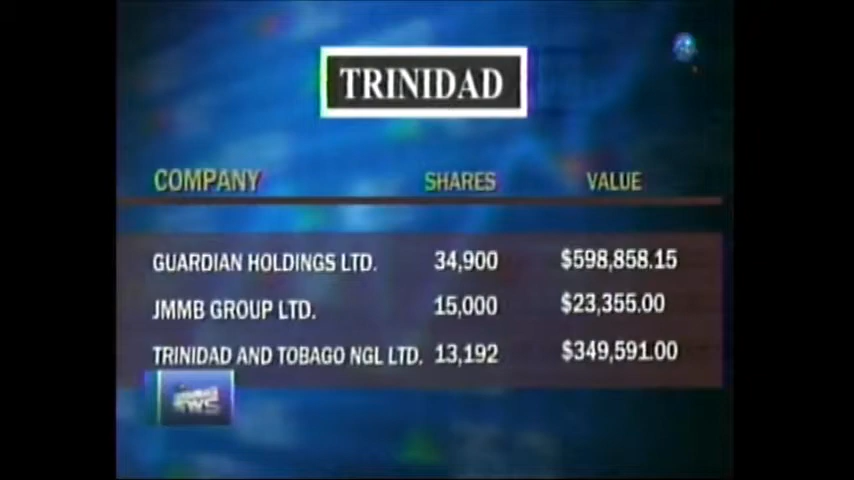 TRINIDAD
COMPANY SHARES VALUE
GUARDIAN HOLDINGS LTD. 34,900 $598,858.15
JMMB GROUP LTD. 15,000 $23,355.00
TRINIDAD AND TOBAGO NGL LTD. 13,192 $349,591.00